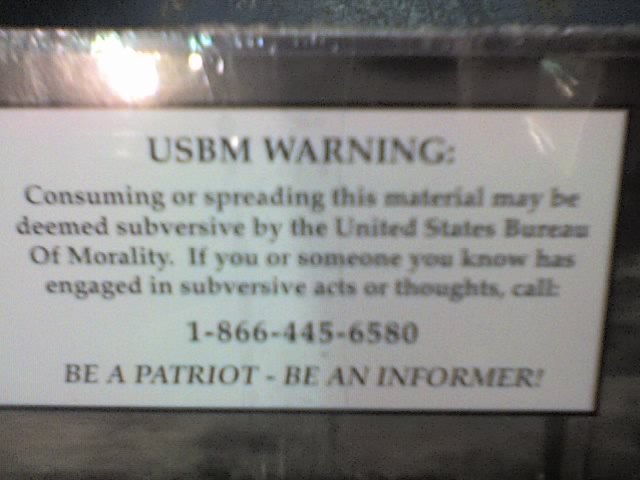 USBM WARNING:
Consuming or spreading this material may be
deemed subversive by the United States Bureau
Of Morality. If you or someone you know has
engaged in subversive acts or thoughts, call:
1-866-445-6580
BE A PATRIOT - BE AN INFORMER!